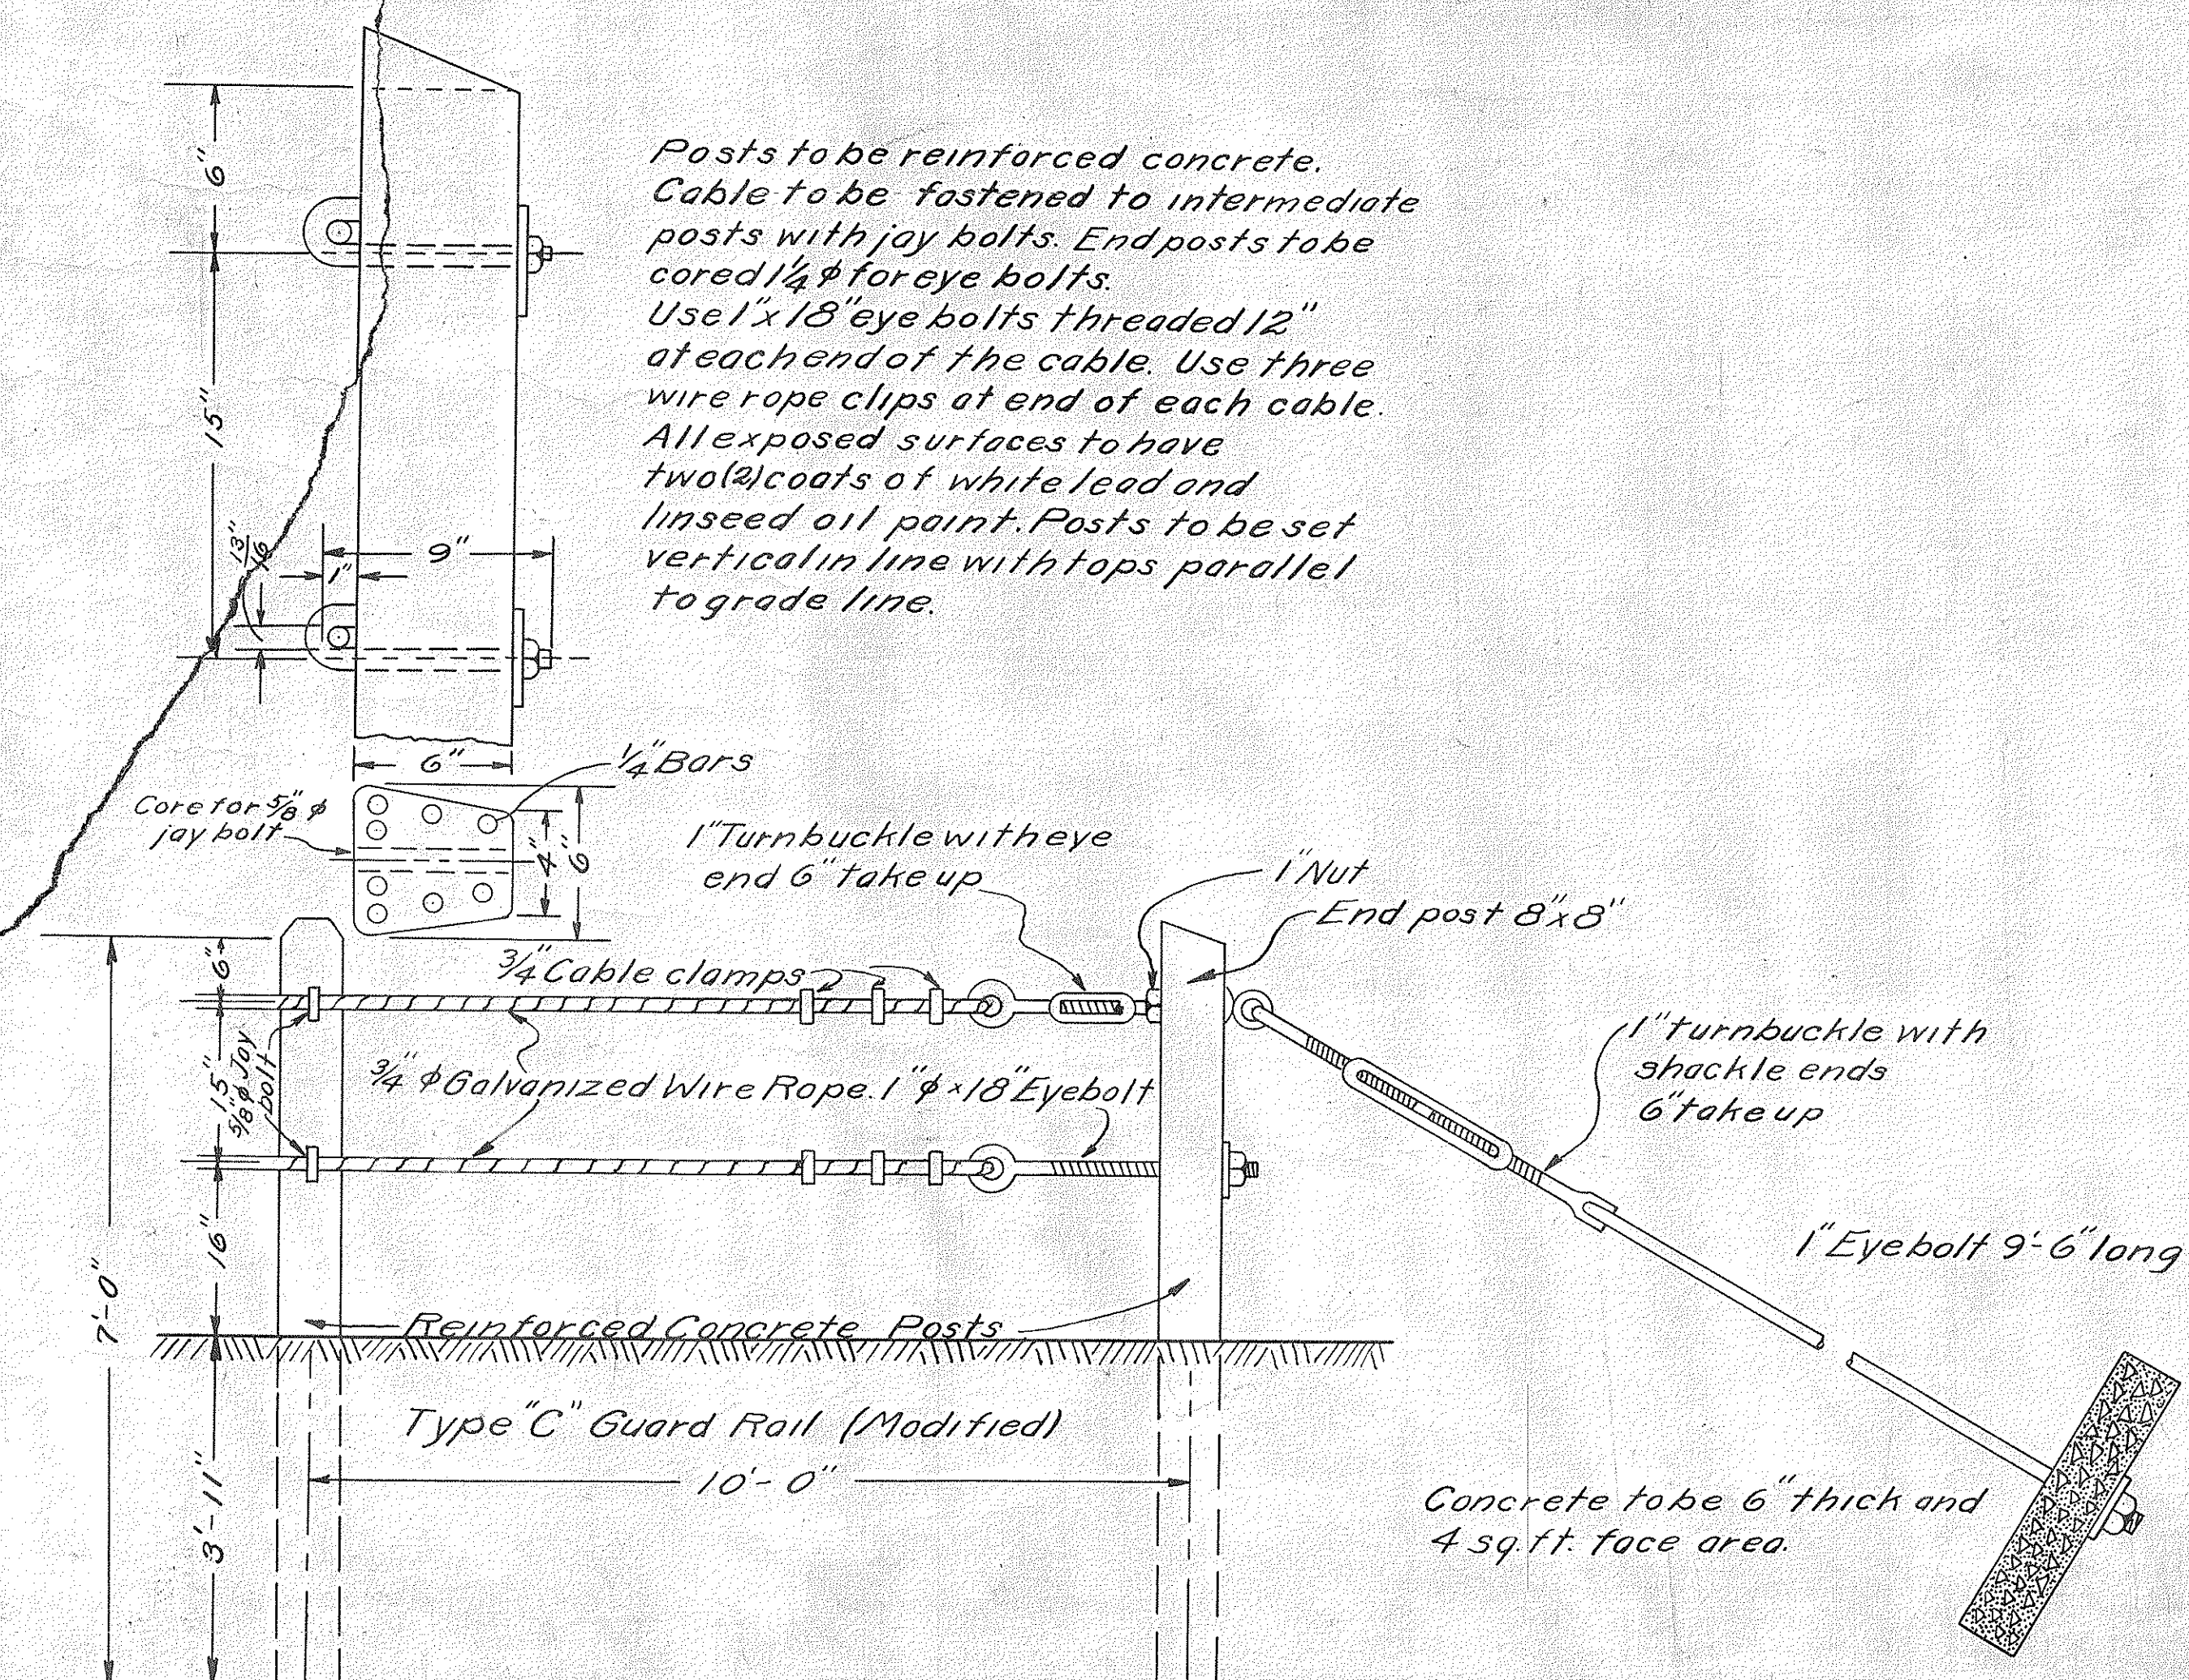 6"
15"
13"
16
1"
9"
6"
Posts to be reinforced concrete.
Cable to be fastened to intermediate
posts with jay bolts. End posts to be
cored 1¼ φ for eye bolts.
Use 1" x 18" eye bolts threaded 12"
at each end of the cable. Use three
wire rope clips at end of each cable.
All exposed surfaces to have
two (2) coats of white lead and
linseed oil paint. Posts to be set
vertical in line with tops parallel
to grade line.
¼" Bars
Core for 5/8" φ
jay bolt
4"
6"
1" Turnbuckle with eye
end 6" take up
1" Nut
End post 8" x 8"
6"
¾" Cable clamps
15"
5/8" φ Jay
bolt
¾" φ Galvanized Wire Rope. 1" φ x 18" Eyebolt
1" turnbuckle with
shackle ends
6" take up
16"
7'-0"
1" Eyebolt 9'-6" long
Reinforced Concrete Posts
Type "C" Guard Rail (Modified)
10'-0"
3'-11"
Concrete to be 6" thick and
4 sq. ft. face area.